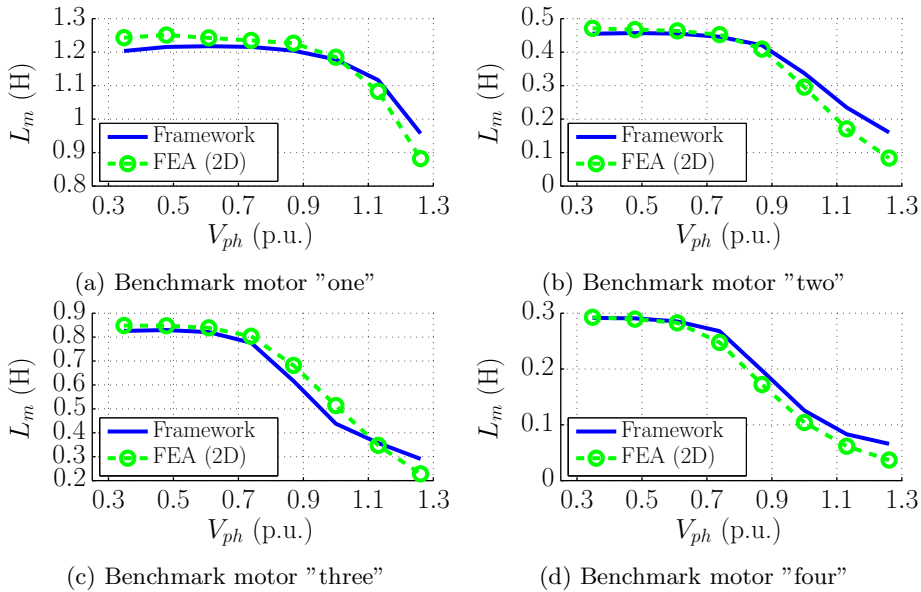 1.3
1.2
1.1
1
0.9
0.8
L_m (H)
Framework
FEA (2D)
0.3 0.5 0.7 0.9 1.1 1.3
V_ph (p.u.)
(a) Benchmark motor "one"
0.5
0.4
0.3
0.2
0.1
0
L_m (H)
Framework
FEA (2D)
0.3 0.5 0.7 0.9 1.1 1.3
V_ph (p.u.)
(b) Benchmark motor "two"
0.9
0.8
0.7
0.6
0.5
0.4
0.3
0.2
L_m (H)
Framework
FEA (2D)
0.3 0.5 0.7 0.9 1.1 1.3
V_ph (p.u.)
(c) Benchmark motor "three"
0.3
0.2
0.1
0
L_m (H)
Framework
FEA (2D)
0.3 0.5 0.7 0.9 1.1 1.3
V_ph (p.u.)
(d) Benchmark motor "four"